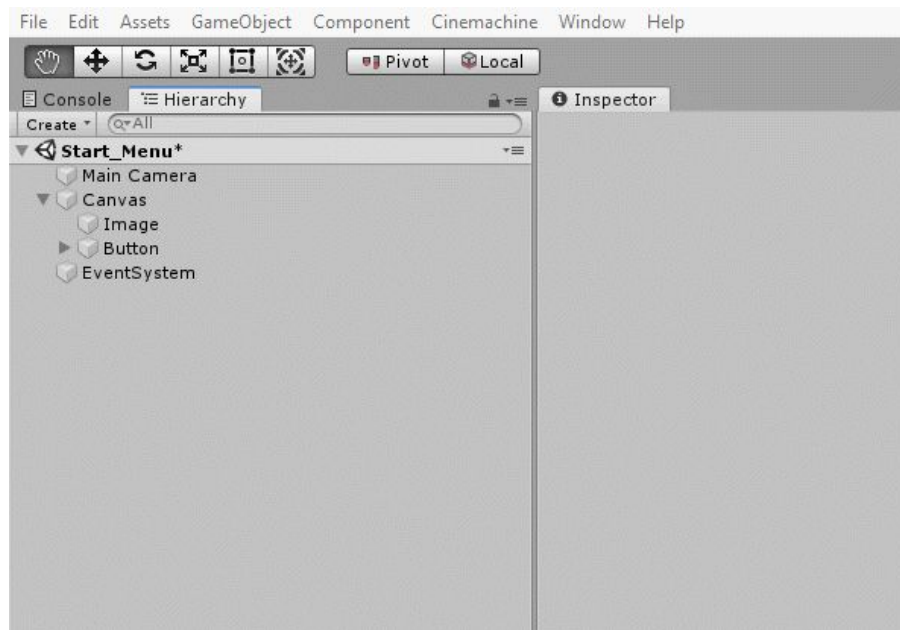 File Edit Assets GameObject Component Cinemachine Window Help
Pivot Local
Console Hierarchy Inspector
Create All
Start_Menu*
Main Camera
Canvas
Image
Button
EventSystem